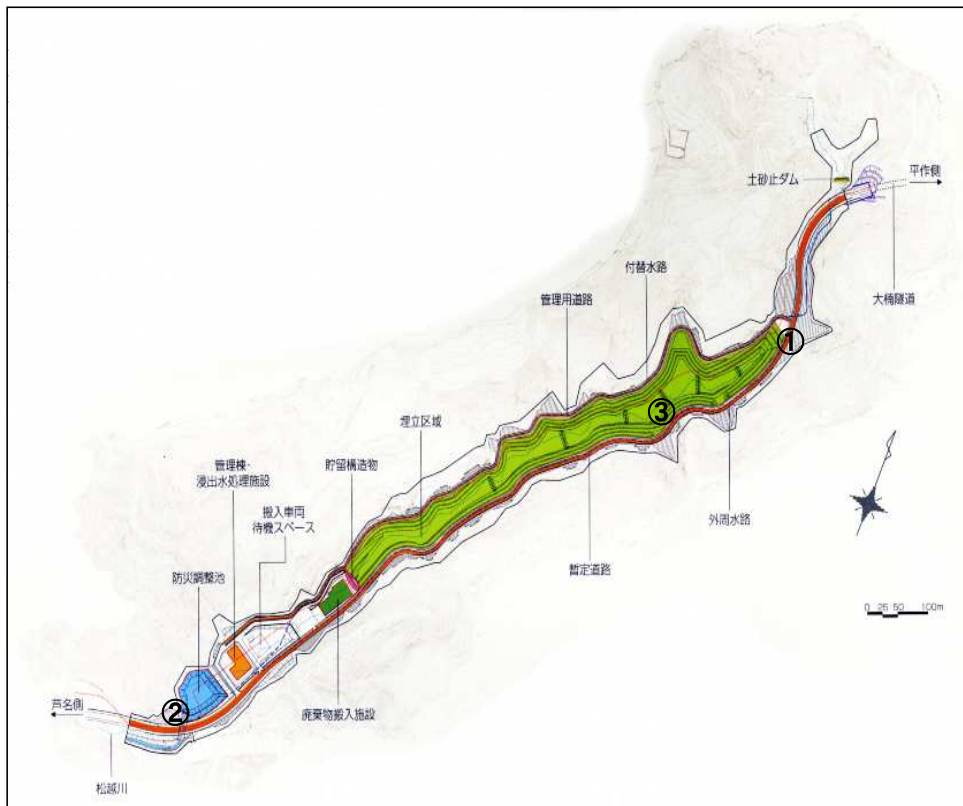 土砂止ダム
平作側
付替水路
管理用道路
大楠隧道
①
③
埋立区域
貯留構造物
管理棟・
浸出水処理施設
搬入車両
待機スペース
外周水路
暫定道路
防災調整池
0 25 50 100m
芦名側
②
廃棄物搬入施設
松越川